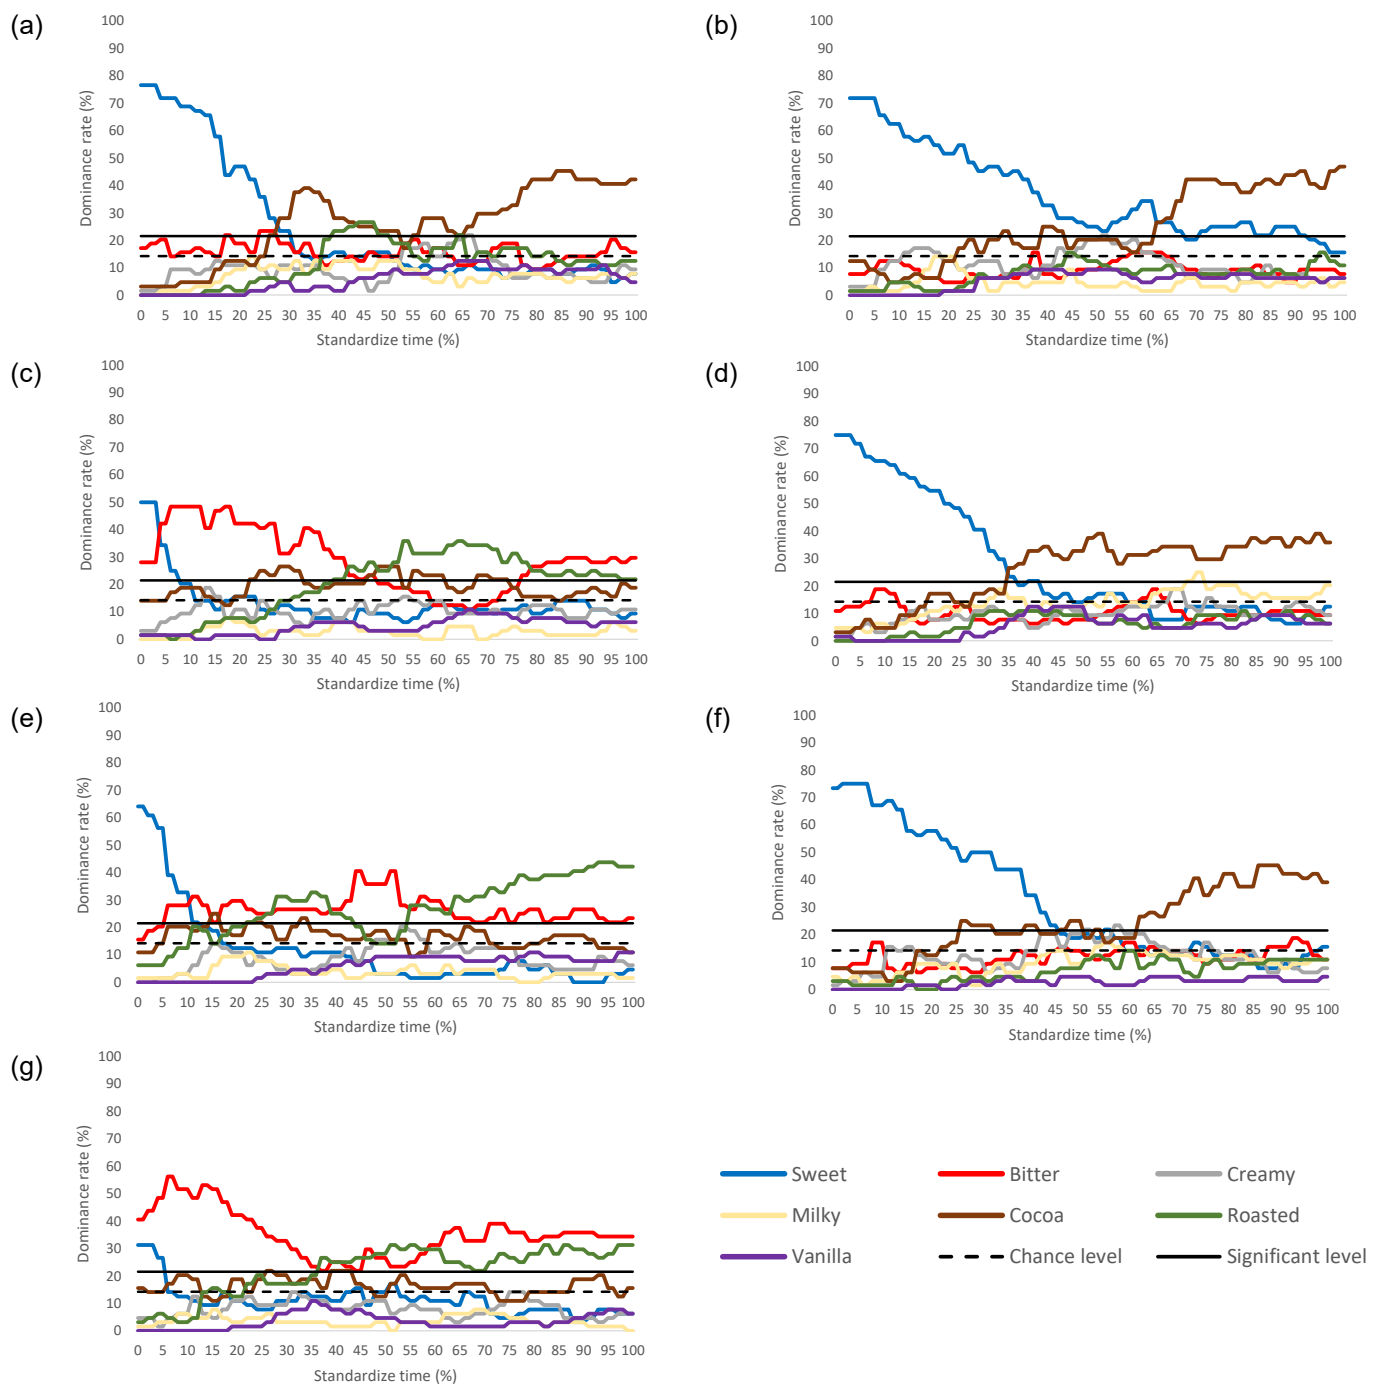 (a)
100
90
80
70
60
50
40
30
20
10
0
Dominance rate (%)
0 5 10 15 20 25 30 35 40 45 50 55 60 65 70 75 80 85 90 95 100
Standardize time (%)
(b)
100
90
80
70
60
50
40
30
20
10
0
Dominance rate (%)
0 5 10 15 20 25 30 35 40 45 50 55 60 65 70 75 80 85 90 95 100
Standardize time (%)
(c)
100
90
80
70
60
50
40
30
20
10
0
Dominance rate (%)
0 5 10 15 20 25 30 35 40 45 50 55 60 65 70 75 80 85 90 95 100
Standardize time (%)
(d)
100
90
80
70
60
50
40
30
20
10
0
Dominance rate (%)
0 5 10 15 20 25 30 35 40 45 50 55 60 65 70 75 80 85 90 95 100
Standardize time (%)
(e)
100
90
80
70
60
50
40
30
20
10
0
Dominance rate (%)
0 5 10 15 20 25 30 35 40 45 50 55 60 65 70 75 80 85 90 95 100
Standardize time (%)
(f)
100
90
80
70
60
50
40
30
20
10
0
Dominance rate (%)
0 5 10 15 20 25 30 35 40 45 50 55 60 65 70 75 80 85 90 95 100
Standardize time (%)
(g)
100
90
80
70
60
50
40
30
20
10
0
Dominance rate (%)
0 5 10 15 20 25 30 35 40 45 50 55 60 65 70 75 80 85 90 95 100
Standardize time (%)
Sweet Bitter Creamy
Milky Cocoa Roasted
Vanilla Chance level Significant level